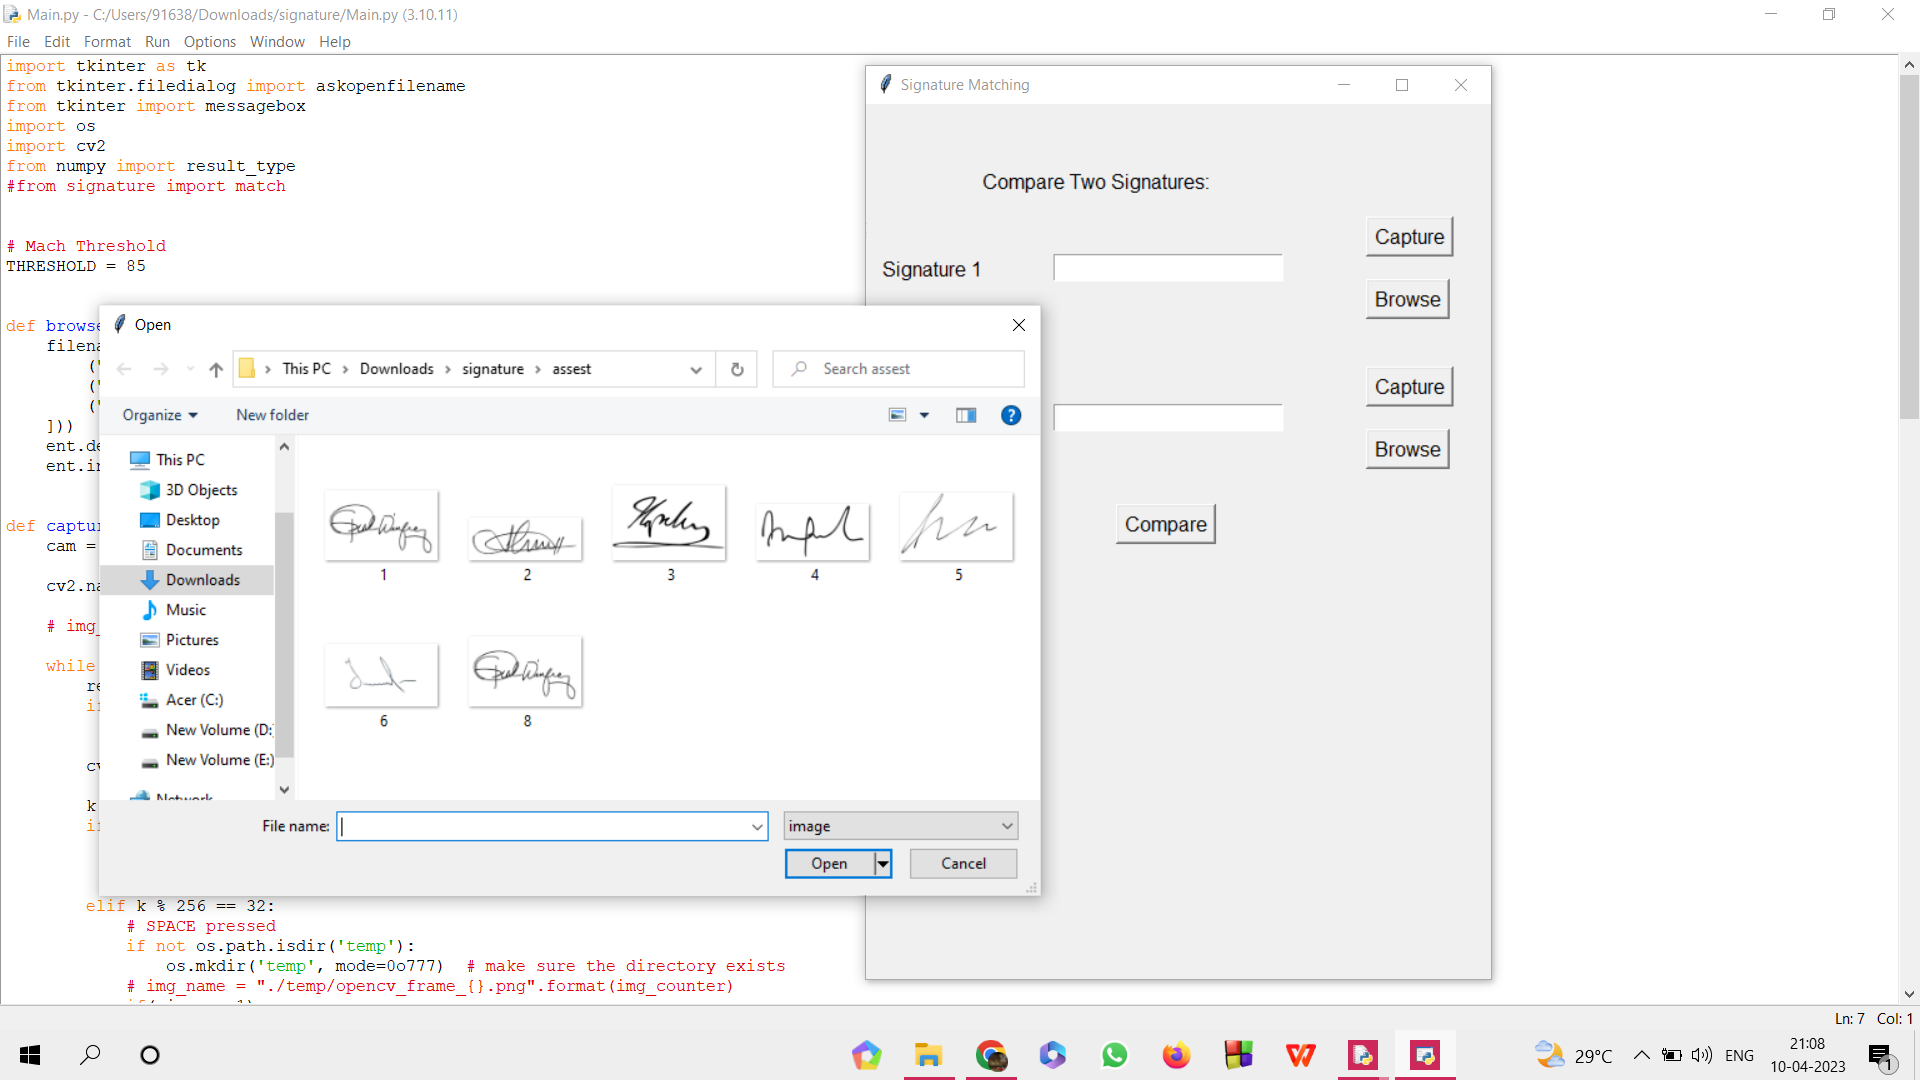 Main.py - C:/Users/91638/Downloads/signature/Main.py (3.10.11)
File Edit Format Run Options Window Help
import tkinter as tk
from tkinter.filedialog import askopenfilename
from tkinter import messagebox
import os
import cv2
from numpy import result_type
#from signature import match
# Mach Threshold
THRESHOLD = 85
def browse
filena
("
("
("
]))
ent.de
ent.in
def captur
cam =
cv2.na
# img_
while
re
if
cv
k
if
elif k % 256 == 32:
# SPACE pressed
if not os.path.isdir('temp'):
os.mkdir('temp', mode=0o777)  # make sure the directory exists
# img_name = "./temp/opencv_frame_{}.png".format(img_counter)
Signature Matching
Compare Two Signatures:
Capture
Signature 1
Browse
Capture
Browse
Compare
Open
This PC > Downloads > signature > assest
Search assest
Organize
New folder
This PC
3D Objects
Desktop
Documents
Downloads
Music
Pictures
Videos
Acer (C:)
New Volume (D:
New Volume (E:)
Network
1 2 3 4 5
6 8
File name:
image
Open
Cancel
Ln: 7 Col: 1
29°C
ENG
21:08
10-04-2023
1